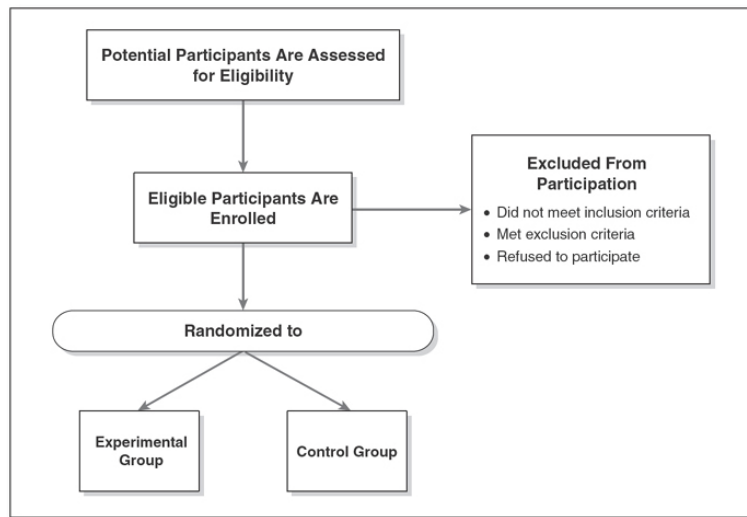 Potential Participants Are Assessed
for Eligibility
Eligible Participants Are
Enrolled
Excluded From
Participation
• Did not meet inclusion criteria
• Met exclusion criteria
• Refused to participate
Randomized to
Experimental
Group
Control Group